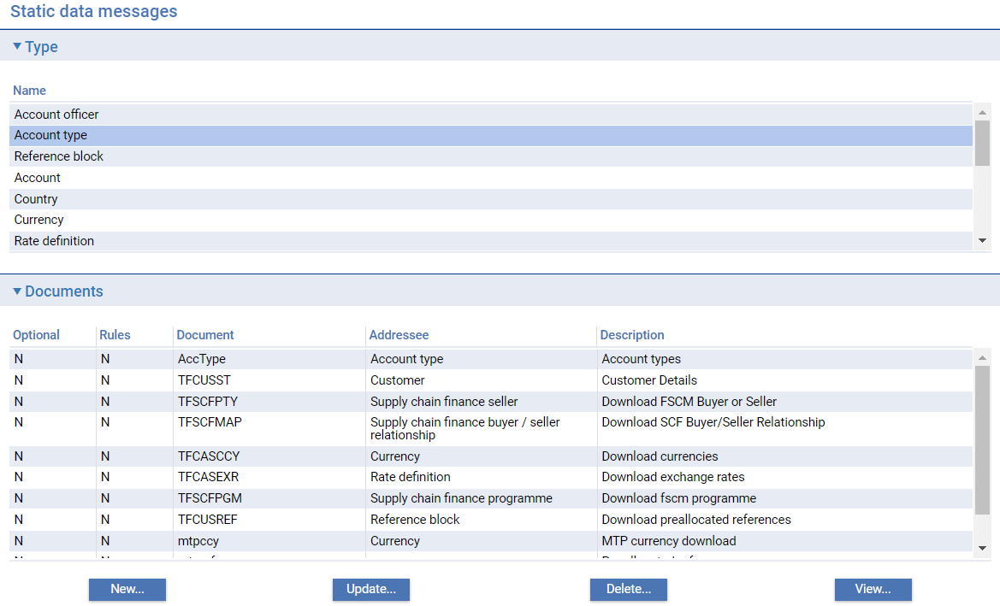 Static data messages
Type
Name
Account officer
Account type
Reference block
Account
Country
Currency
Rate definition
Documents
Optional Rules Document Addressee Description
N N AccType Account type Account types
N N TFCUSST Customer Customer Details
N N TFSCFPTY Supply chain finance seller Download FSCM Buyer or Seller
N N TFSCFMAP Supply chain finance buyer / seller Download SCF Buyer/Seller Relationship
relationship
N N TFCASCCY Currency Download currencies
N N TFCASEXR Rate definition Download exchange rates
N N TFSCFPGM Supply chain finance programme Download fscm programme
N N TFCUSREF Reference block Download preallocated references
N N mtpccy Currency MTP currency download
New... Update... Delete... View...